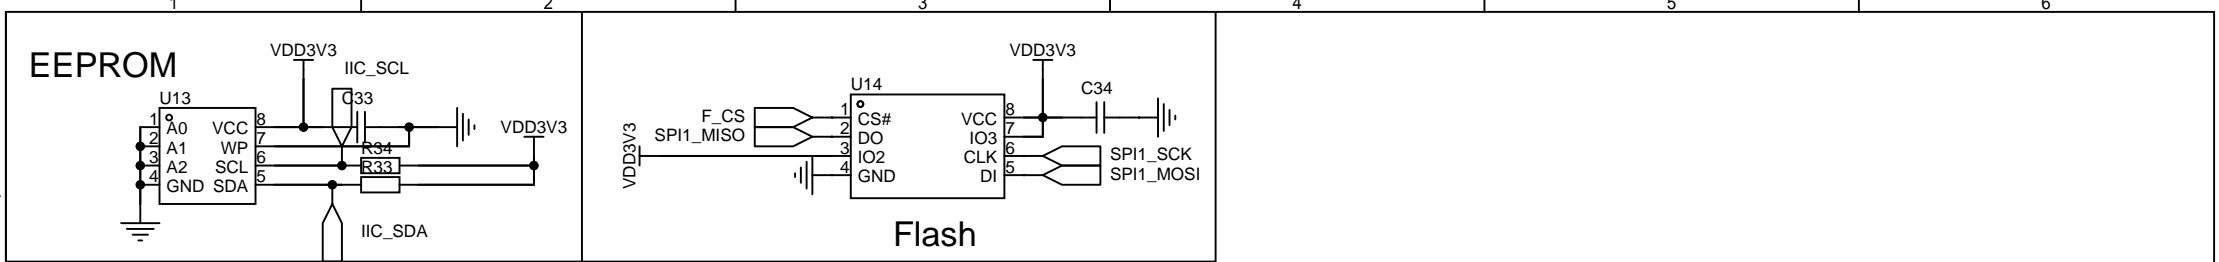 1 2 3 4 5 6
EEPROM
VDD3V3
IIC_SCL
C33
U13
1 A0 VCC 8
2 A1 WP 7
3 A2 SCL 6
4 GND SDA 5
R34
R33
VDD3V3
IIC_SDA
VDD3V3
C34
U14
F_CS 1 CS# VCC 8
SPI1_MISO 2 DO IO3 7
VDD3V3 3 IO2 CLK 6 SPI1_SCK
4 GND DI 5 SPI1_MOSI
Flash